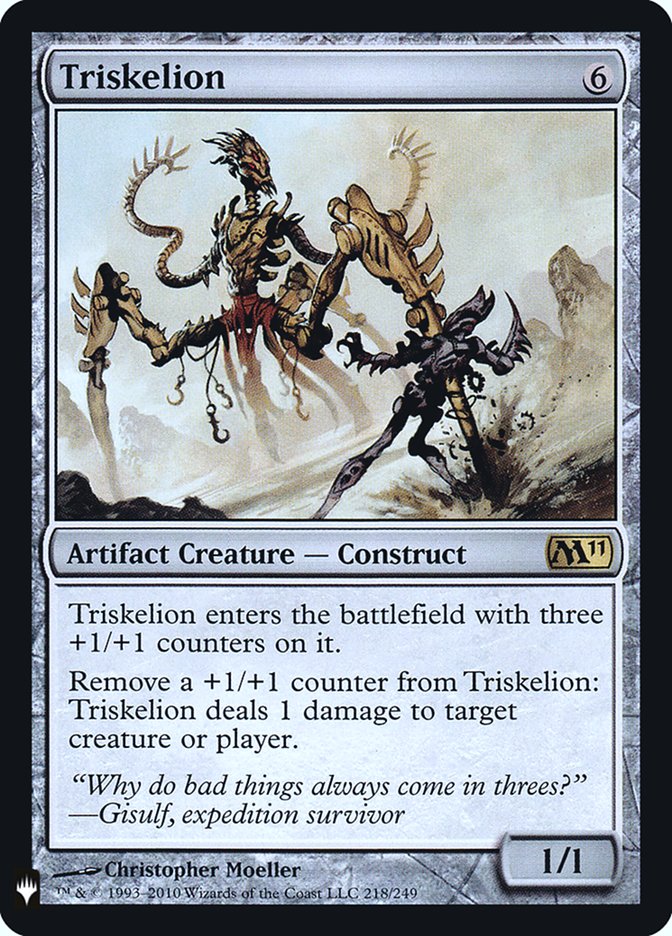 Triskelion 6
Artifact Creature — Construct M11
Triskelion enters the battlefield with three
+1/+1 counters on it.
Remove a +1/+1 counter from Triskelion:
Triskelion deals 1 damage to target
creature or player.
“Why do bad things always come in threes?”
—Gisulf, expedition survivor
1/1
Christopher Moeller
™ & © 1993–2010 Wizards of the Coast LLC 218/249